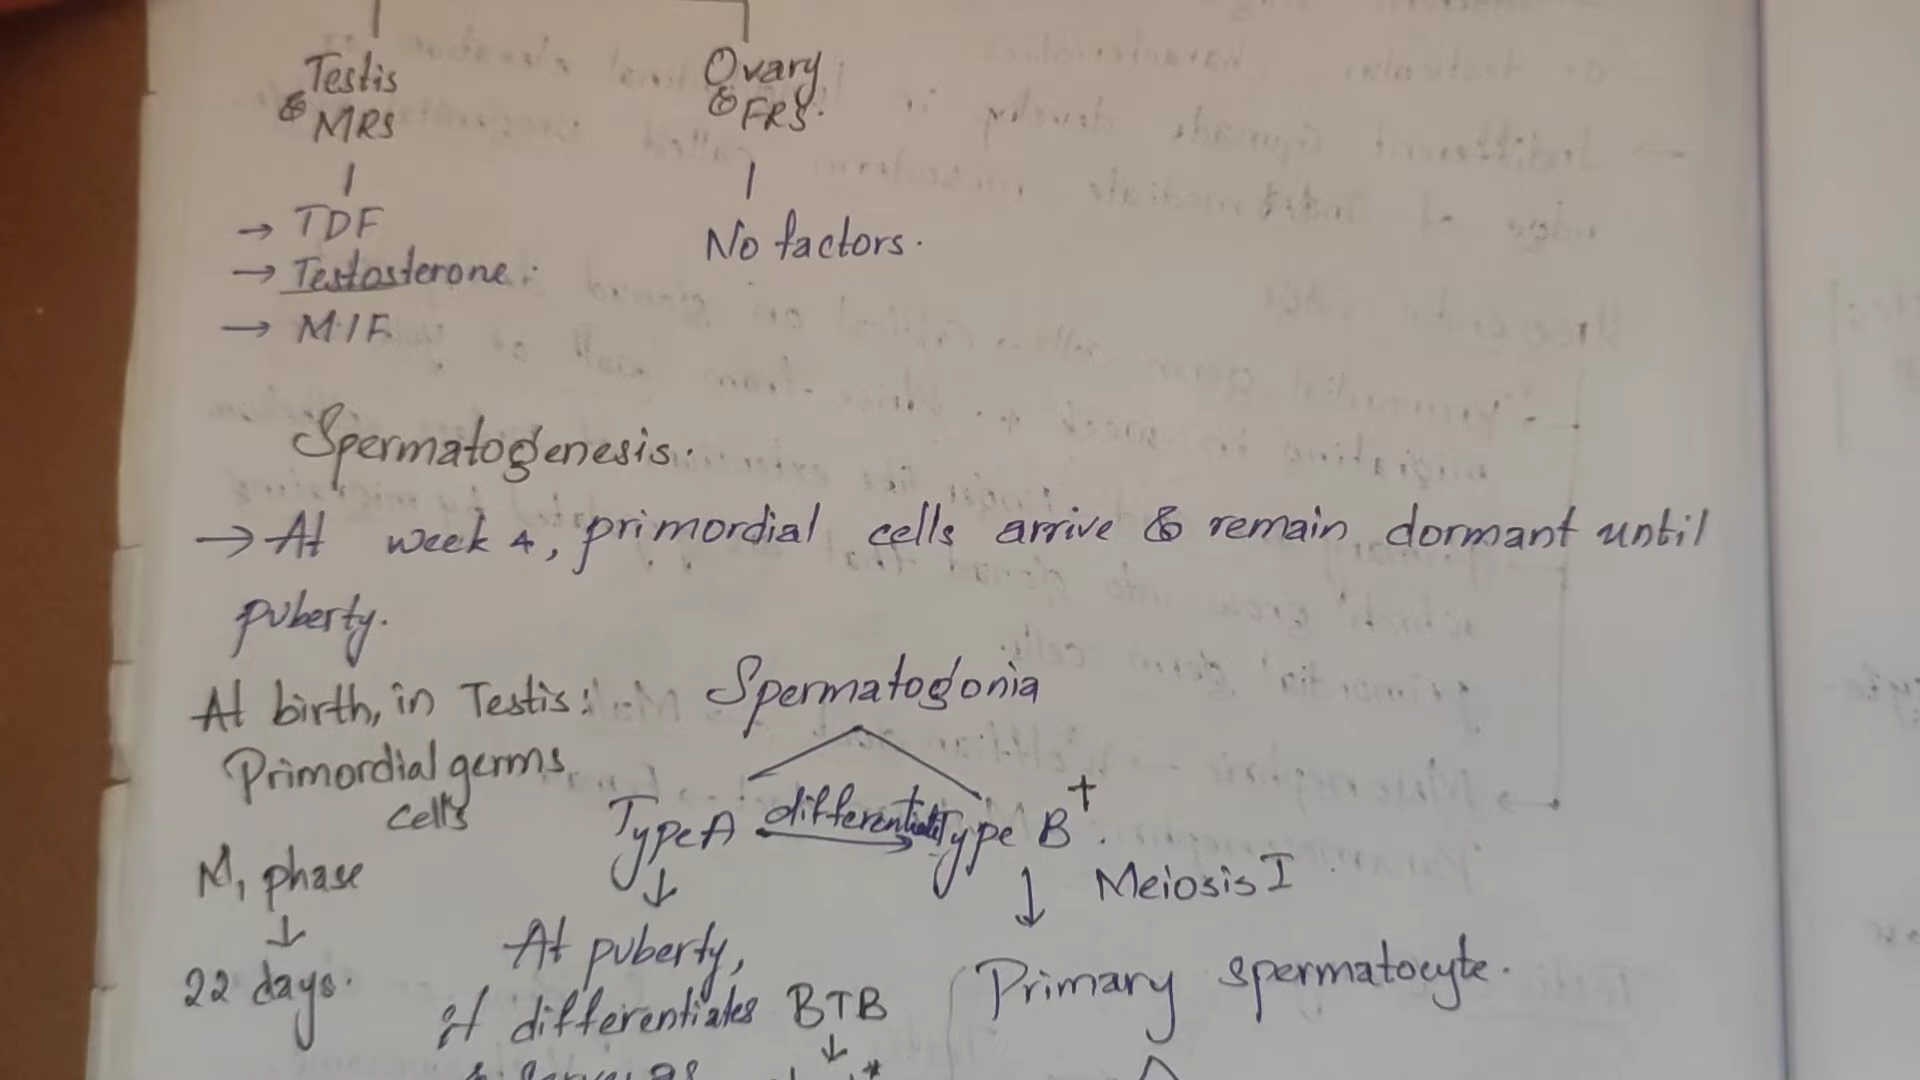 Testis
& MRS
Ovary
& FRS.
→ TDF
→ Testosterone.
→ MIF
No factors.
Spermatogenesis.
→ At week 4, primordial cells arrive & remain dormant until
puberty.
At birth, in Testis:
Primordial germs
cells
M, phase
↓
22 days.
Spermatogonia
Type A differentiates Type B+.
↓
At puberty,
it differentiates
BTB
↓
↓ Meiosis I
Primary spermatocyte.